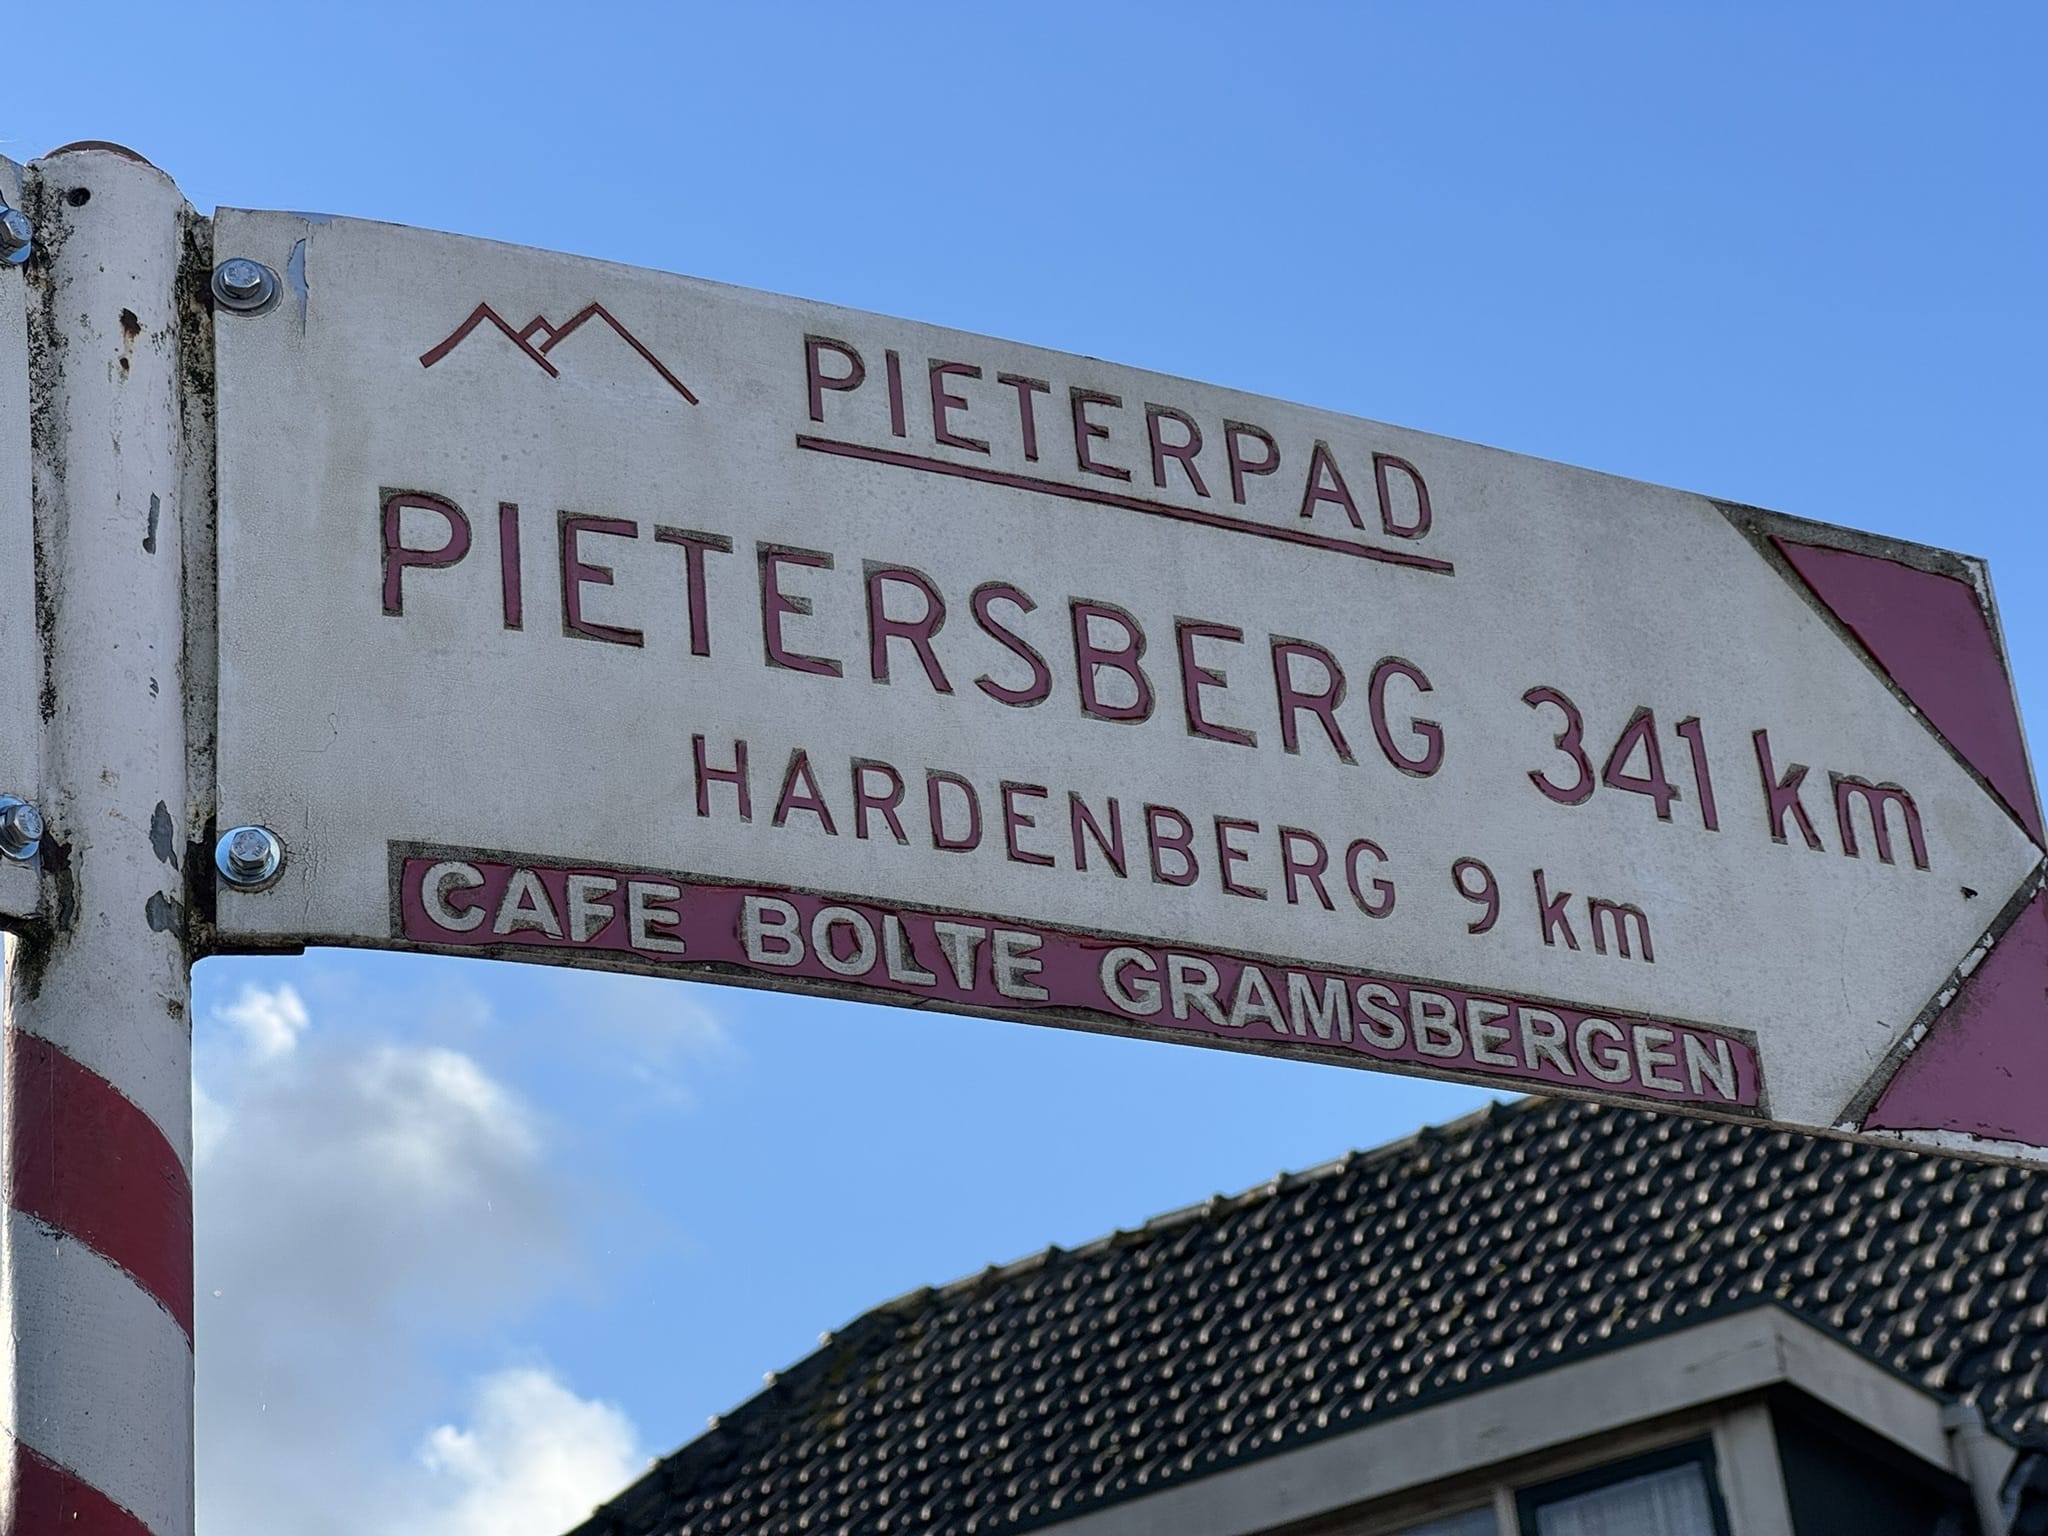 PIETERPAD
PIETERSBERG 341 km
HARDENBERG 9 km
CAFE BOLTE GRAMSBERGEN